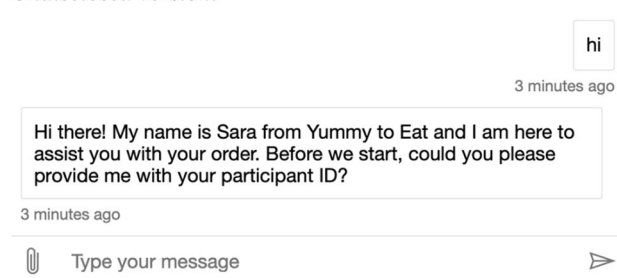 hi
3 minutes ago
Hi there! My name is Sara from Yummy to Eat and I am here to
assist you with your order. Before we start, could you please
provide me with your participant ID?
3 minutes ago
Type your message